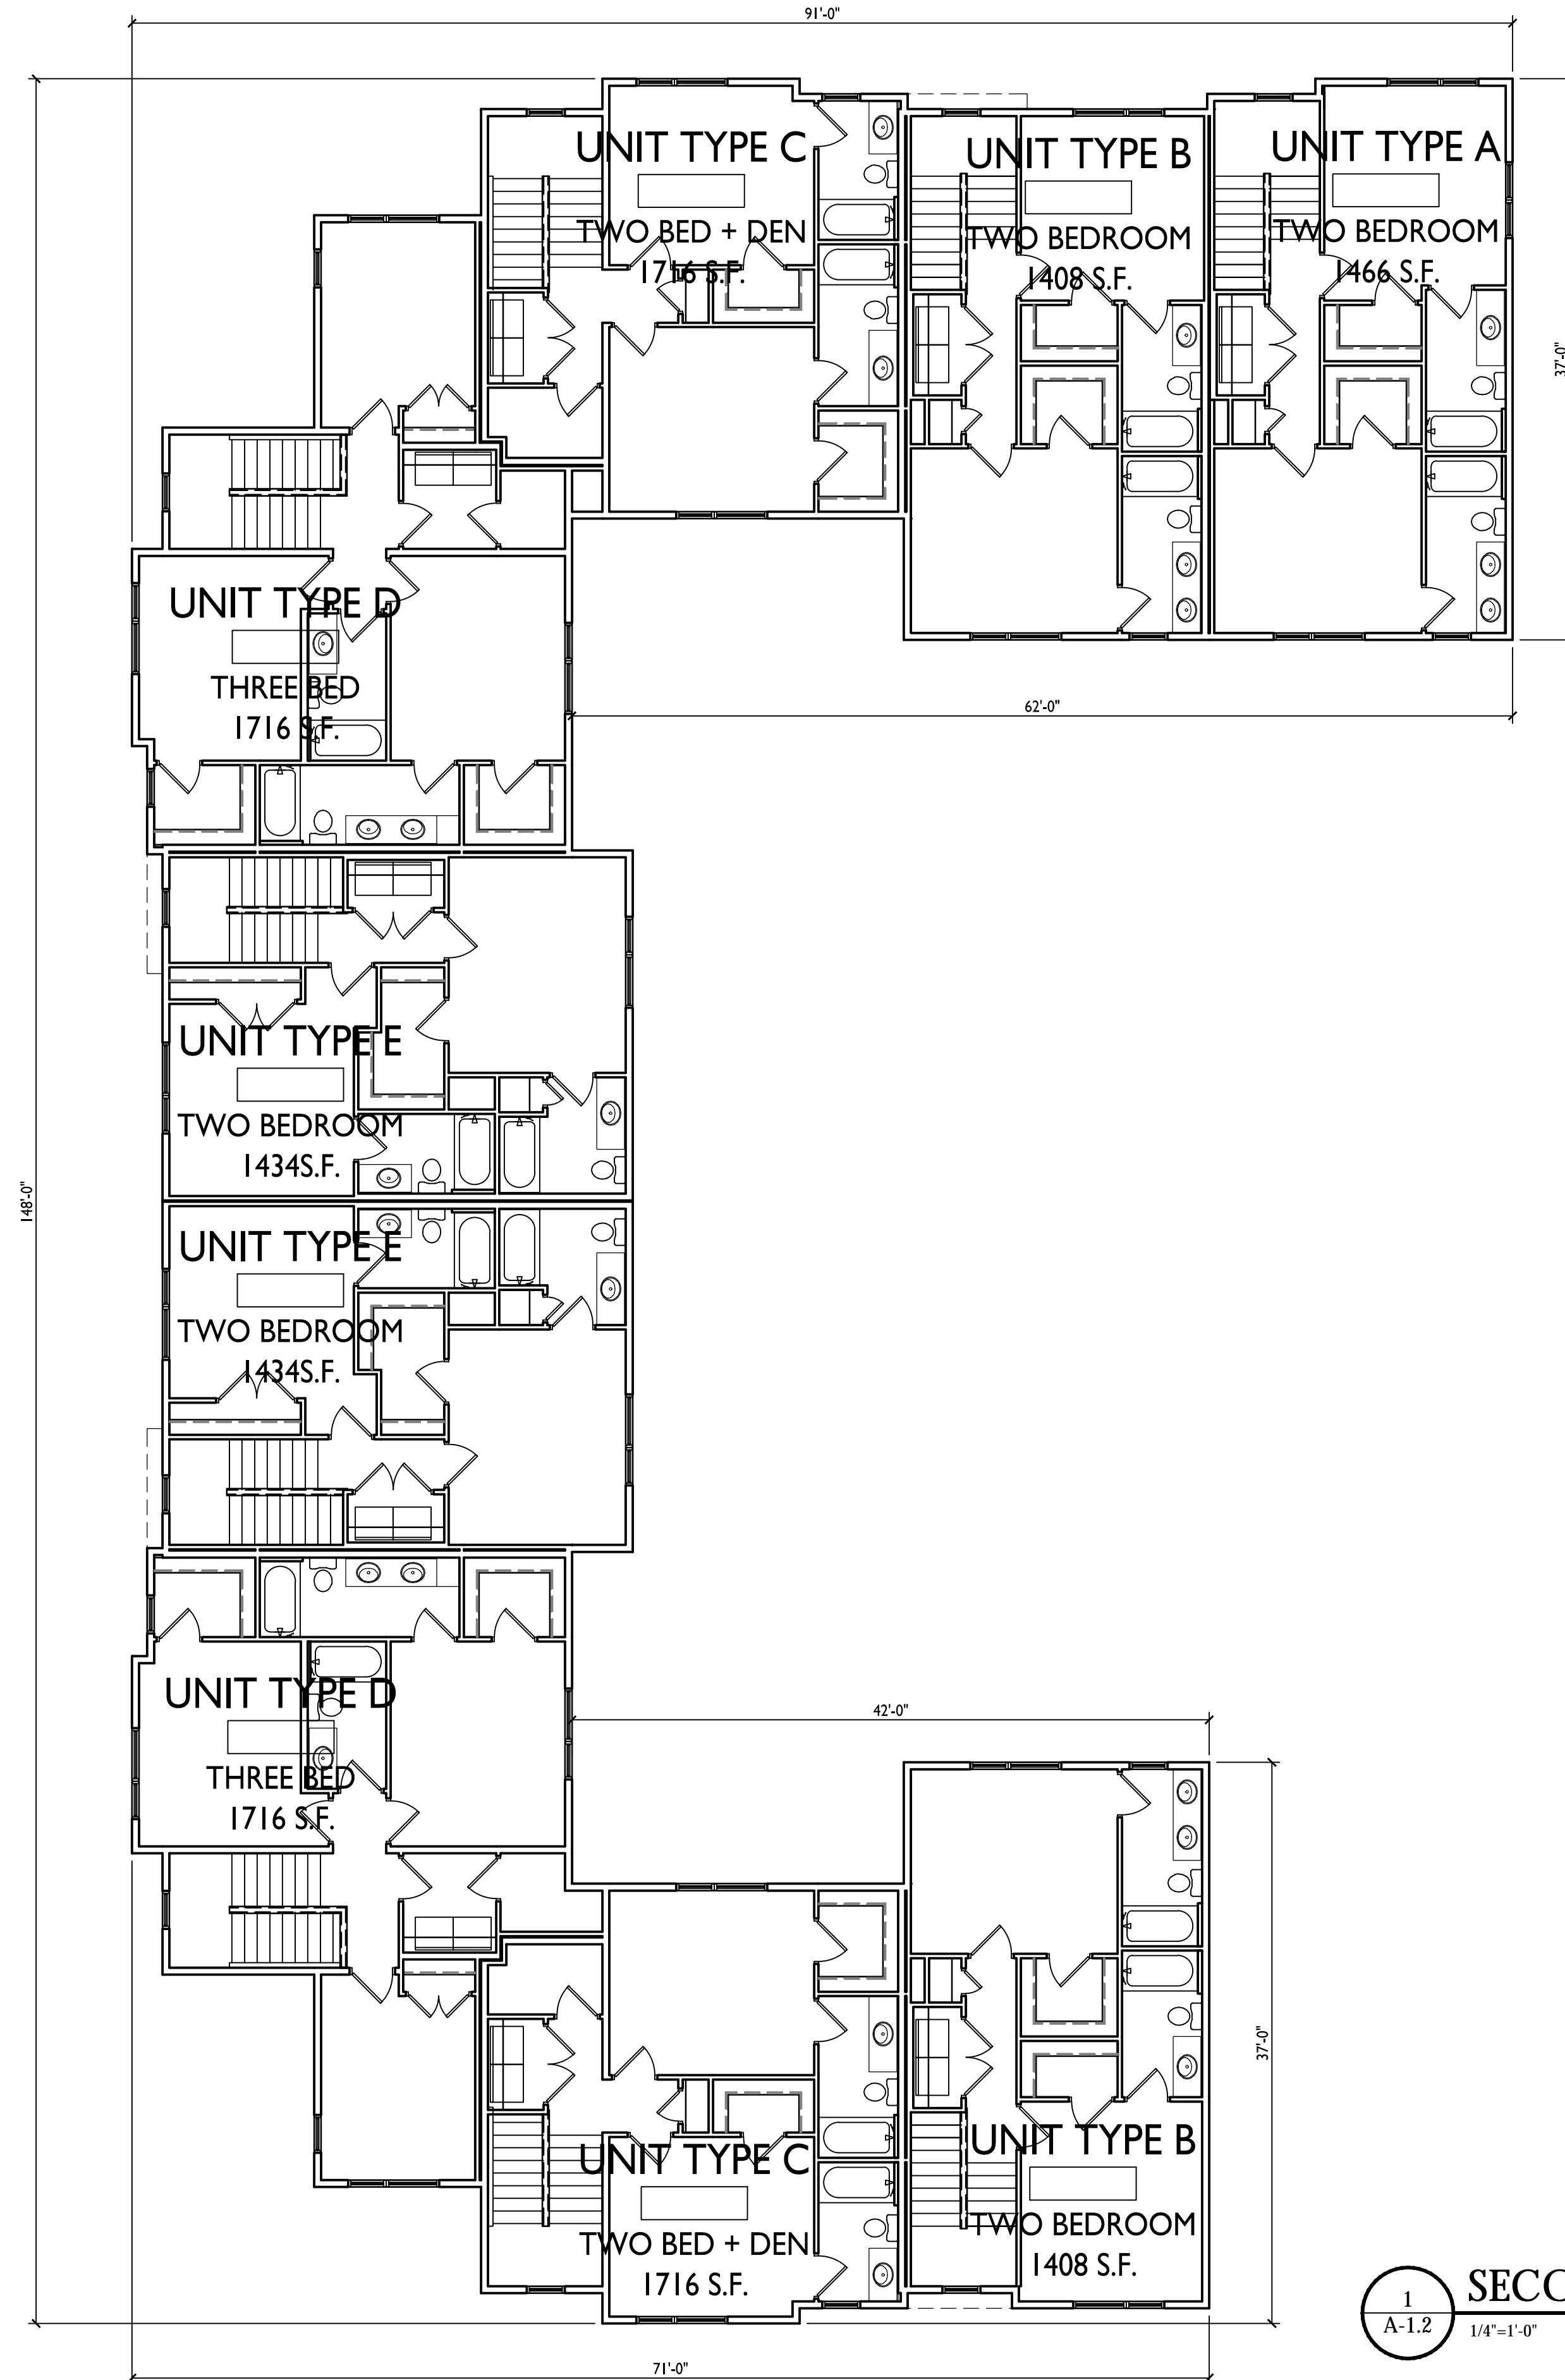 91'-0"
UNIT TYPE C
TWO BED + DEN
1716 S.F.
UNIT TYPE B
TWO BEDROOM
1408 S.F.
UNIT TYPE A
TWO BEDROOM
1466 S.F.
37'-0"
UNIT TYPE D
THREE BED
1716 S.F.
62'-0"
UNIT TYPE E
TWO BEDROOM
1434S.F.
148'-0"
UNIT TYPE E
TWO BEDROOM
1434S.F.
UNIT TYPE D
THREE BED
1716 S.F.
42'-0"
37'-0"
UNIT TYPE C
TWO BED + DEN
1716 S.F.
UNIT TYPE B
TWO BEDROOM
1408 S.F.
71'-0"
1
A-1.2
1/4"=1'-0"